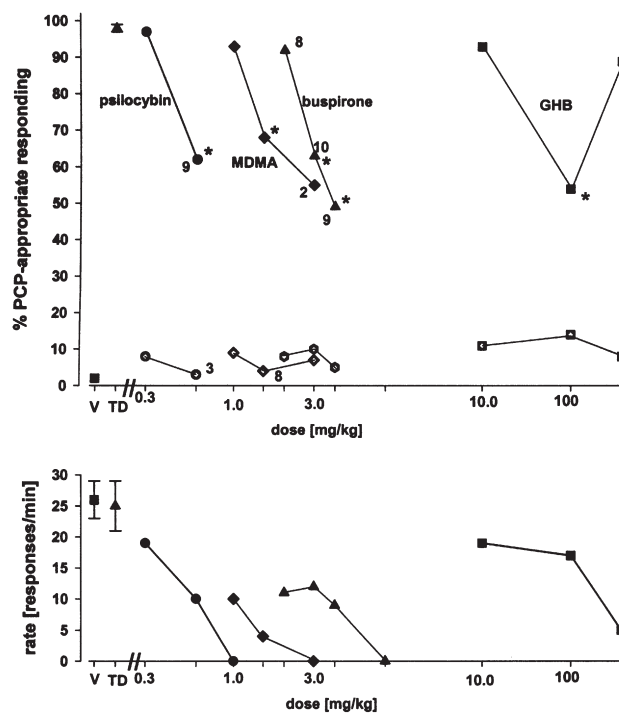 100
90
80
70
60
50
40
30
20
10
0
% PCP-appropriate responding
psilocybin
9 *
*
MDMA
2
8
buspirone
10
*
*
9
GHB
*
3
8
V TD 0.3 1.0 3.0 10.0 100
dose [mg/kg]
30
25
20
15
10
5
0
rate [responses/min]
V TD 0.3 1.0 3.0 10.0 100
dose [mg/kg]